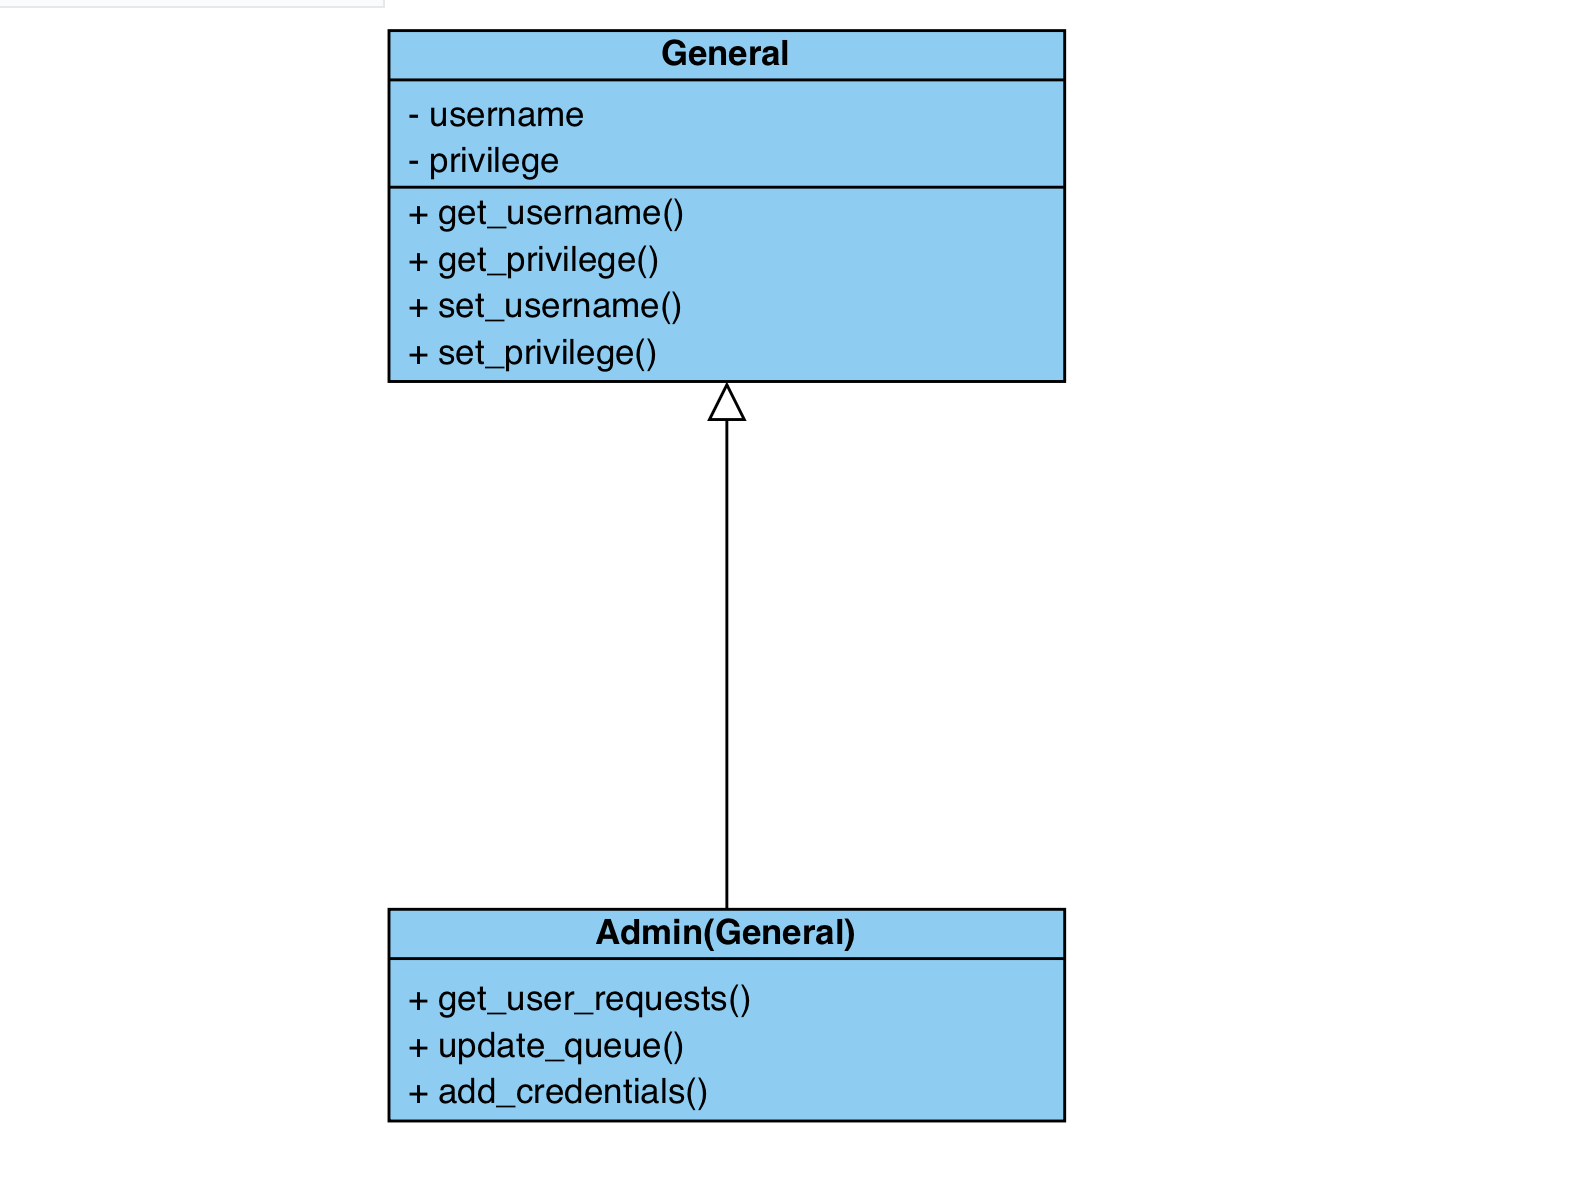 General
- username
- privilege
+ get_username()
+ get_privilege()
+ set_username()
+ set_privilege()
Admin(General)
+ get_user_requests()
+ update_queue()
+ add_credentials()